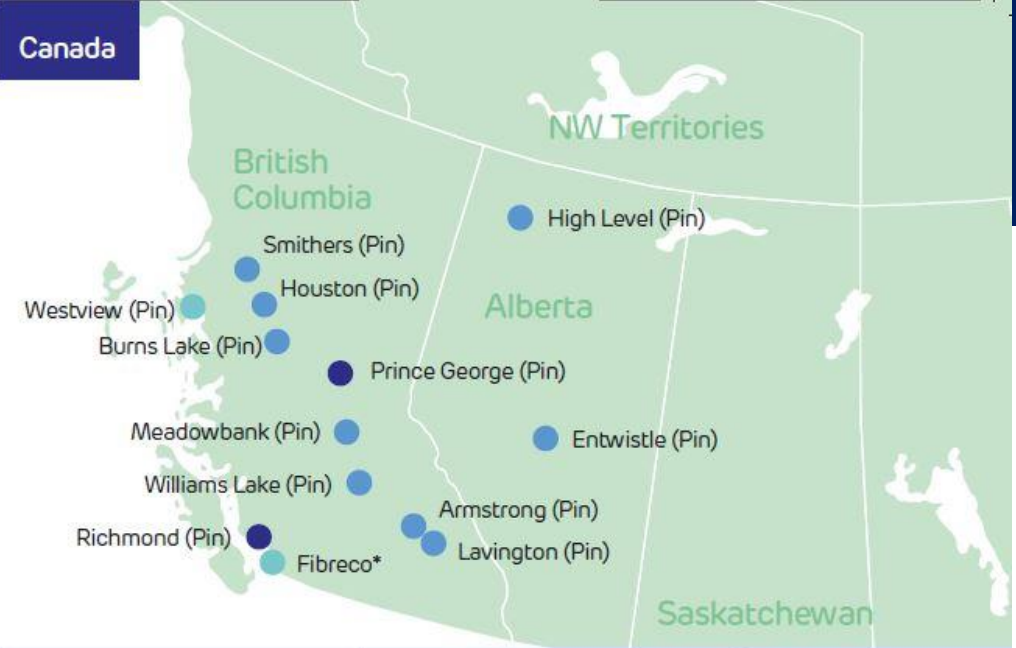 Canada
NW Territories
British
Columbia
High Level (Pin)
Smithers (Pin)
Houston (Pin)
Alberta
Westview (Pin)
Burns Lake (Pin)
Prince George (Pin)
Meadowbank (Pin)
Entwistle (Pin)
Williams Lake (Pin)
Armstrong (Pin)
Richmond (Pin)
Lavington (Pin)
Fibreco*
Saskatchewan